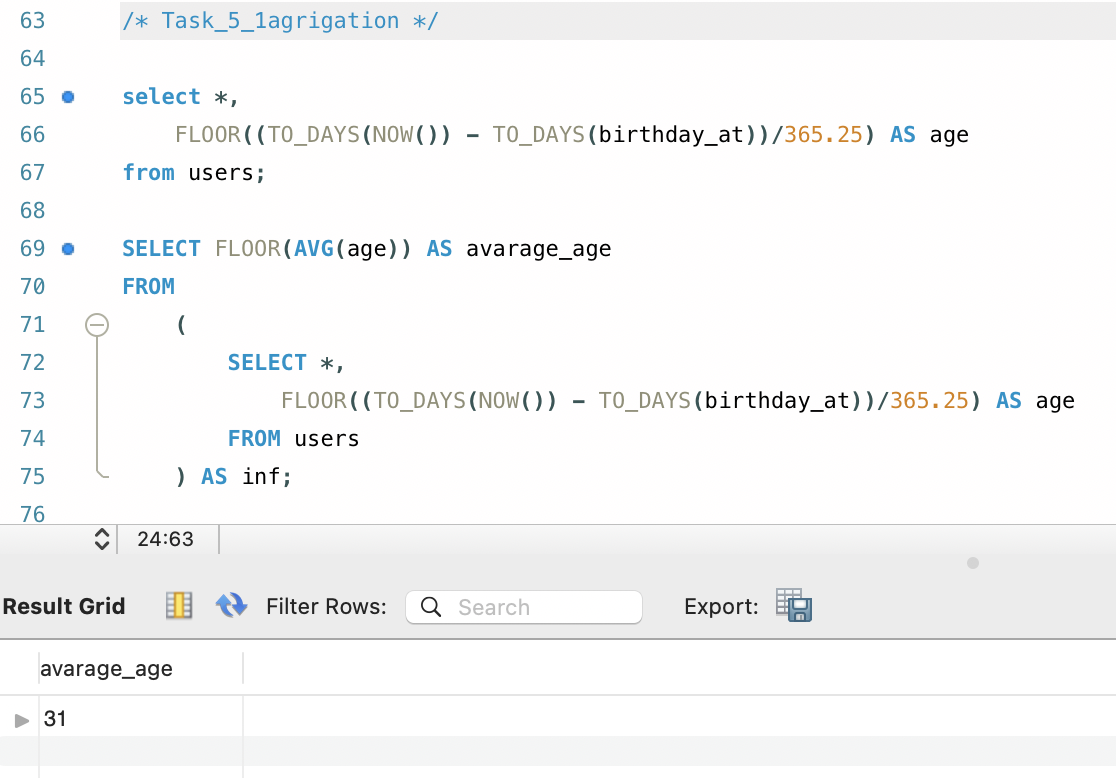 63 /* Task_5_1agrigation */
64
65 select *,
66 FLOOR((TO_DAYS(NOW()) - TO_DAYS(birthday_at))/365.25) AS age
67 from users;
68
69 SELECT FLOOR(AVG(age)) AS avarage_age
70 FROM
71 (
72 SELECT *,
73 FLOOR((TO_DAYS(NOW()) - TO_DAYS(birthday_at))/365.25) AS age
74 FROM users
75 ) AS inf;
76
24:63
Result Grid Filter Rows: Search Export:
avarage_age
31